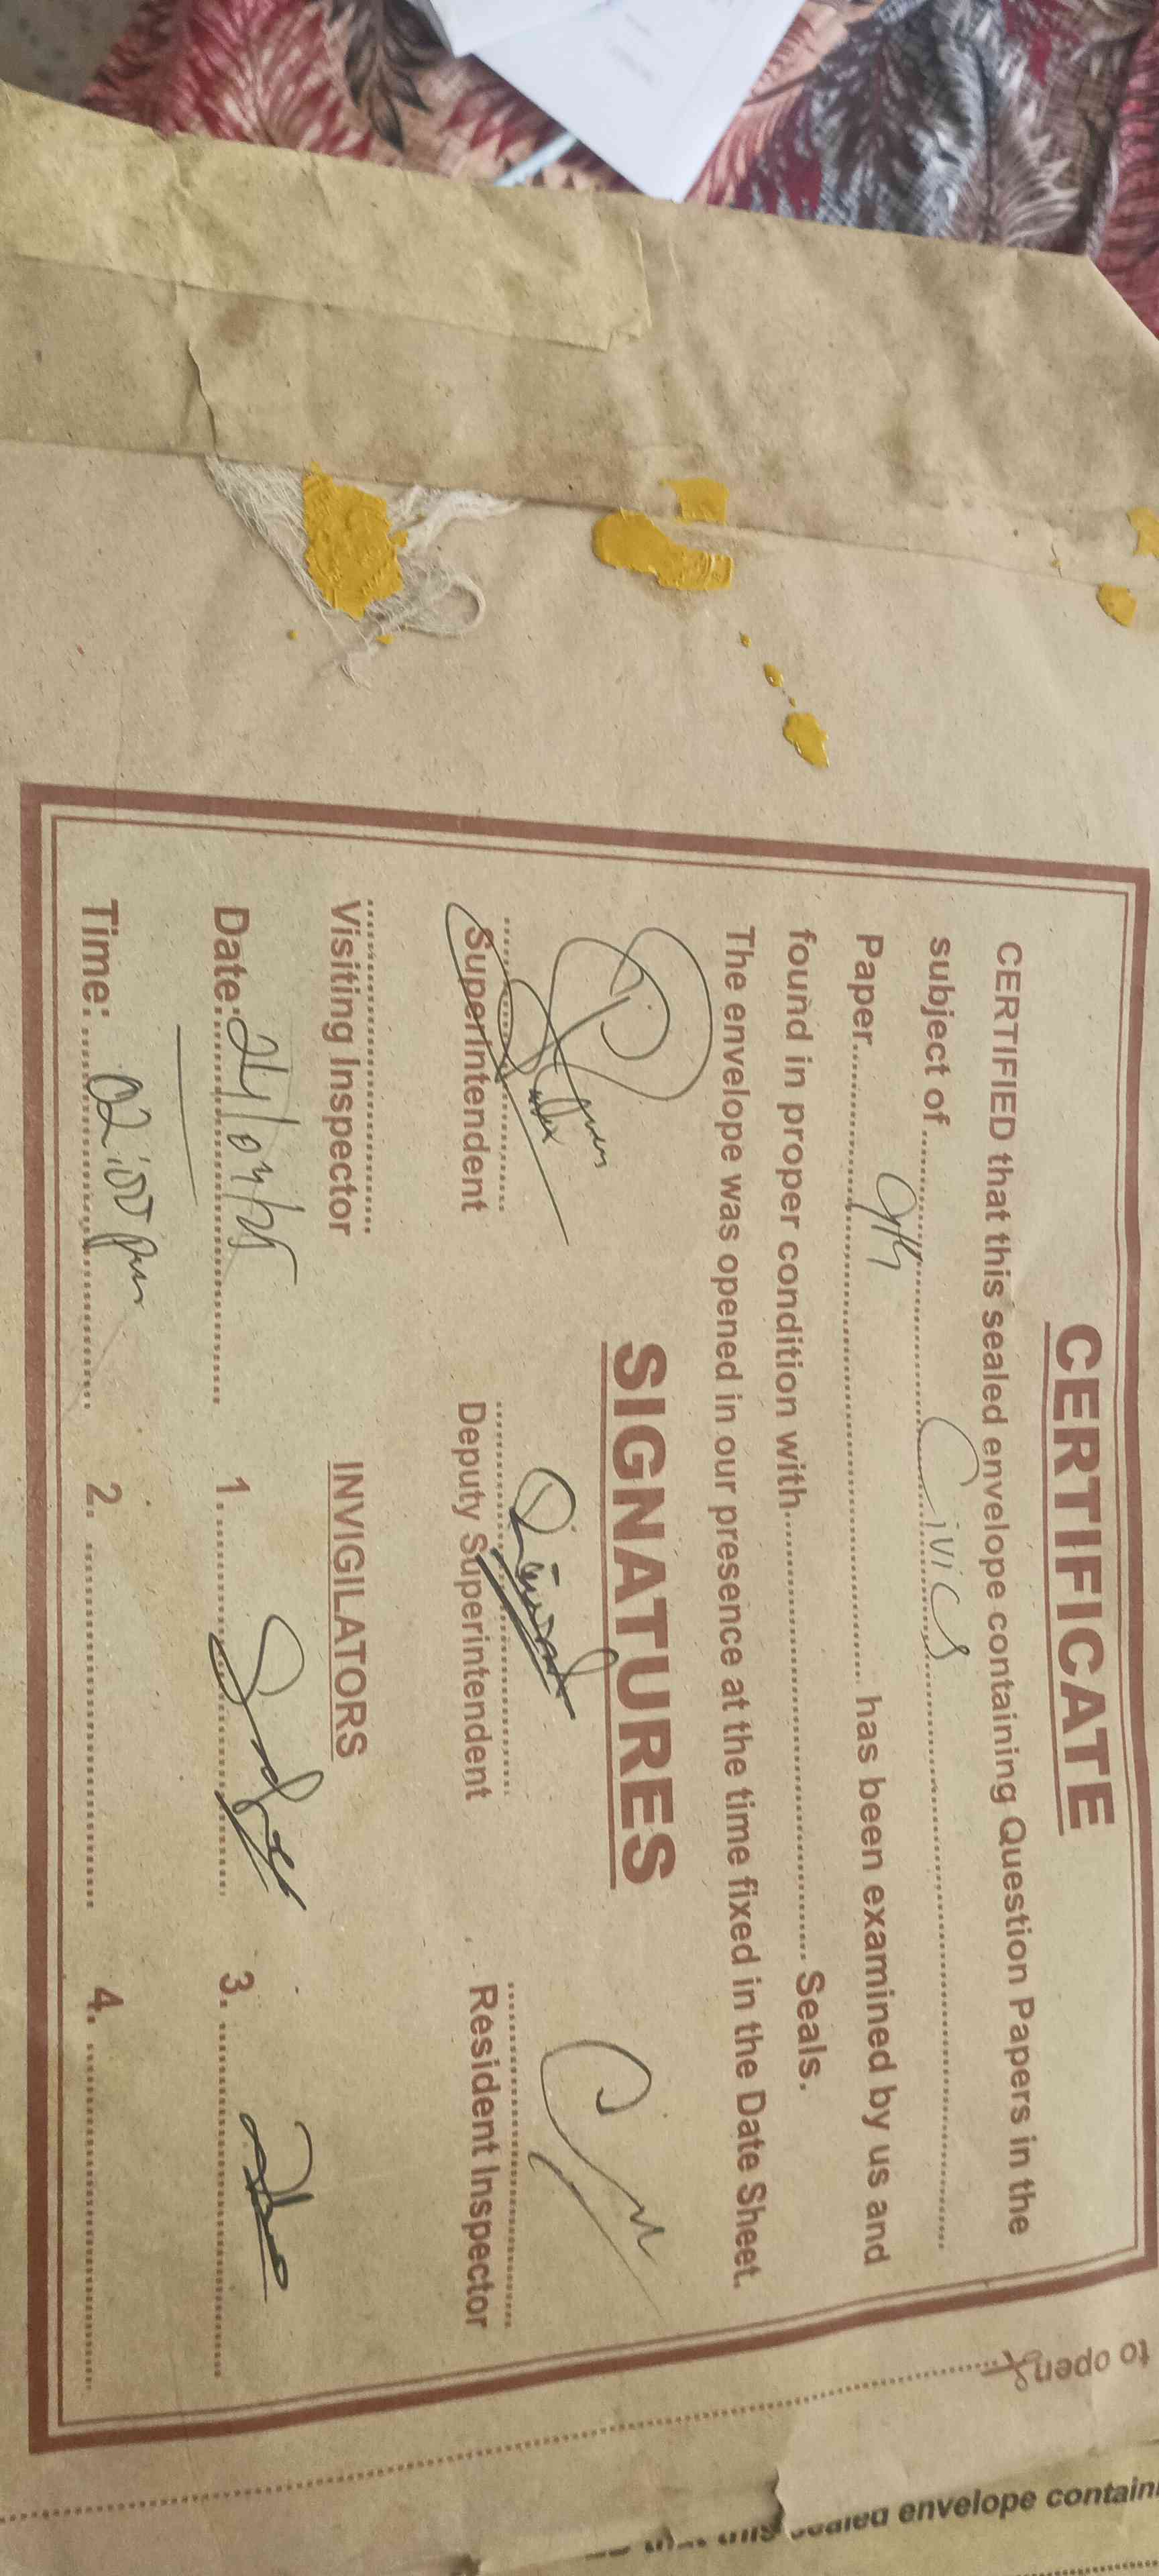 CERTIFICATE
CERTIFIED that this sealed envelope containing Question Papers in the
subject of .......... Civics ..........
Paper.......... 9th .......... has been examined by us and
found in proper condition with.................... Seals.
The envelope was opened in our presence at the time fixed in the Date Sheet.
SIGNATURES
Superintendent Deputy Superintendent Resident Inspector
Visiting Inspector INVIGILATORS
Date: 24/04/25 1. 3.
Time: 02:00 pm 2. 4.
to open
sealed envelope contain